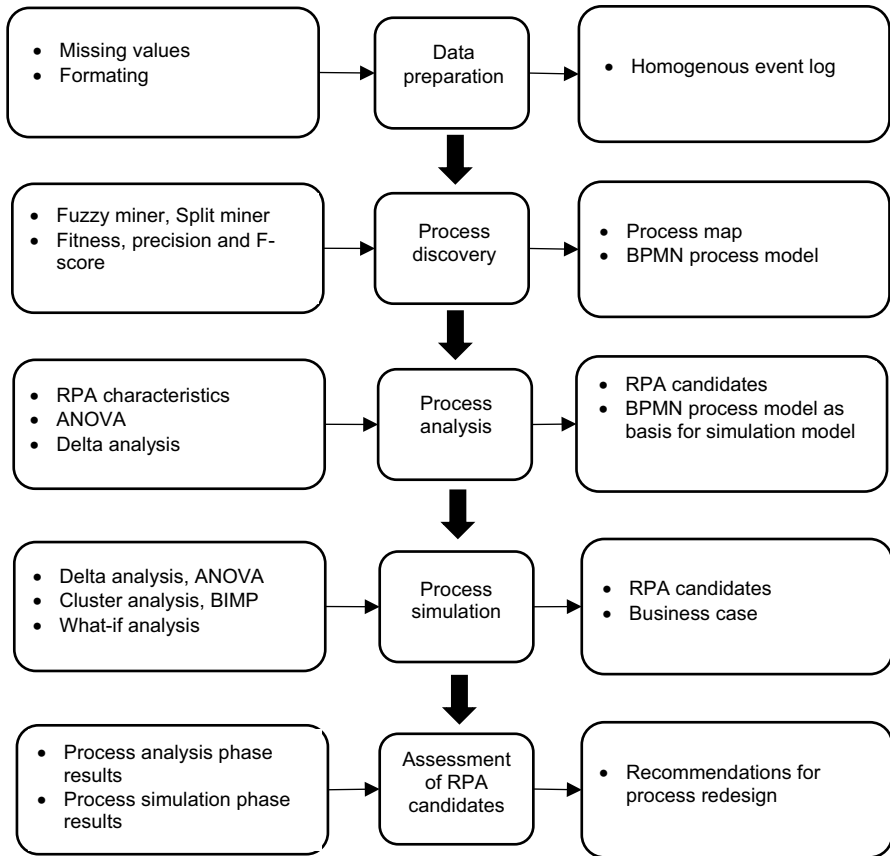 • Missing values
• Formating
Data
preparation
• Homogenous event log
• Fuzzy miner, Split miner
• Fitness, precision and F-
score
Process
discovery
• Process map
• BPMN process model
• RPA characteristics
• ANOVA
• Delta analysis
Process
analysis
• RPA candidates
• BPMN process model as
basis for simulation model
• Delta analysis, ANOVA
• Cluster analysis, BIMP
• What-if analysis
Process
simulation
• RPA candidates
• Business case
• Process analysis phase
results
• Process simulation phase
results
Assessment
of RPA
candidates
• Recommendations for
process redesign